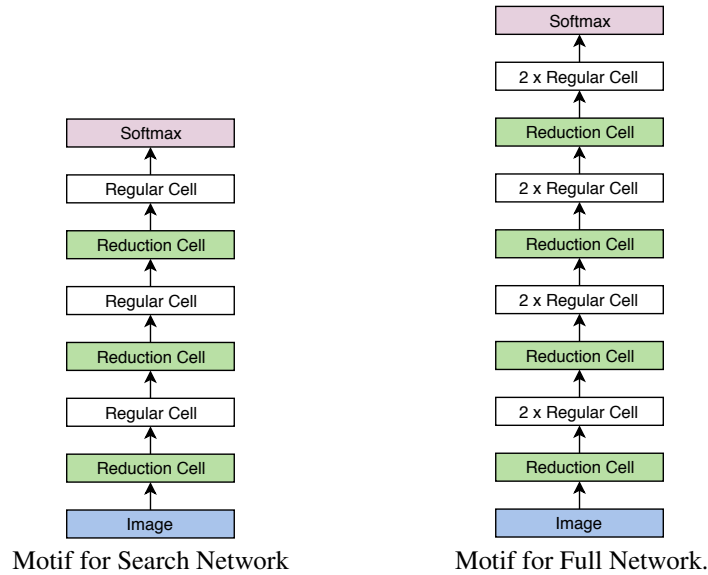 Softmax
Regular Cell
Reduction Cell
Regular Cell
Reduction Cell
Regular Cell
Reduction Cell
Image
Motif for Search Network
Softmax
2 x Regular Cell
Reduction Cell
2 x Regular Cell
Reduction Cell
2 x Regular Cell
Reduction Cell
2 x Regular Cell
Reduction Cell
Image
Motif for Full Network.